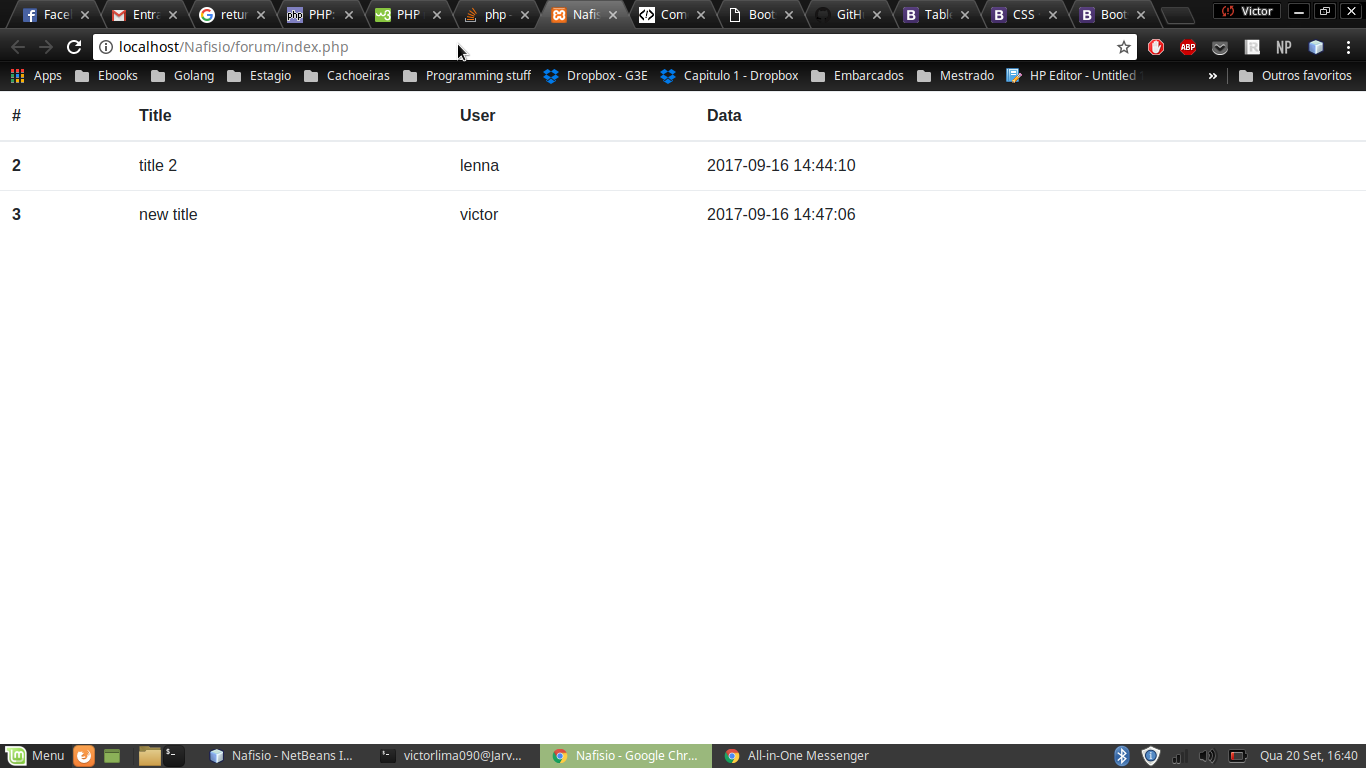 Facel Entra retur PHP: PHP php - Nafis Com Boot GitHu Table CSS Boot Victor
localhost/Nafisio/forum/index.php ABP NP
Apps Ebooks Golang Estagio Cachoeiras Programming stuff Dropbox - G3E Capitulo 1 - Dropbox Embarcados Mestrado HP Editor - Untitled » Outros favoritos
# Title User Data
2 title 2 lenna 2017-09-16 14:44:10
3 new title victor 2017-09-16 14:47:06
Menu Nafisio - NetBeans I... victorlima090@Jarv... Nafisio - Google Chr... All-in-One Messenger Qua 20 Set, 16:40